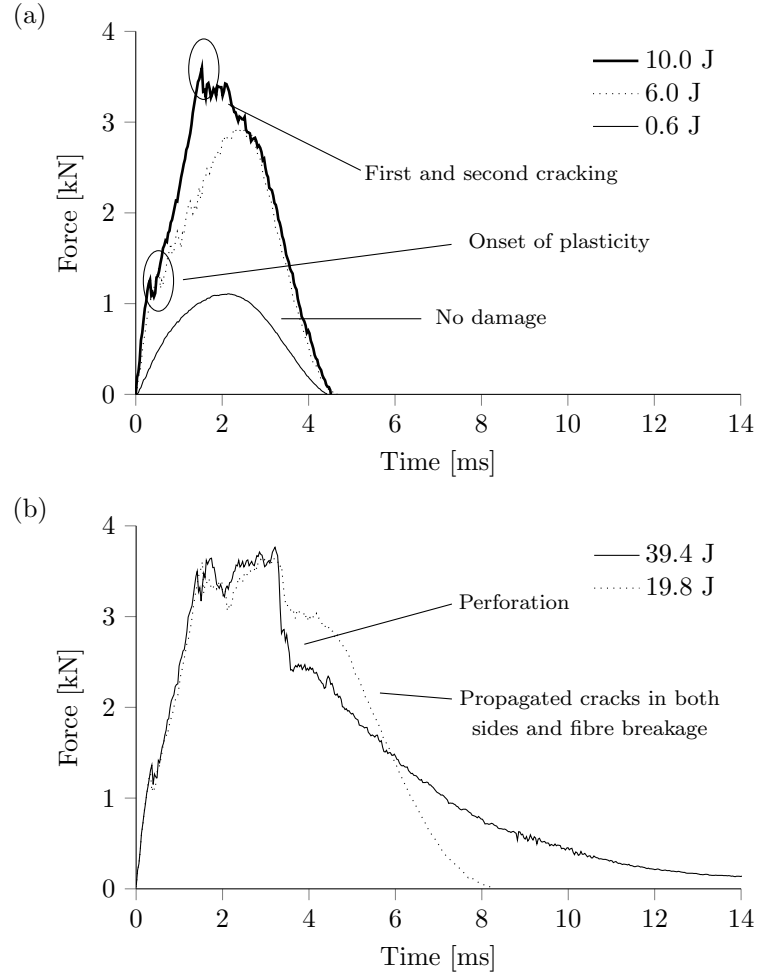 (a)
4
3
2
1
0
Force [kN]
10.0 J
6.0 J
0.6 J
First and second cracking
Onset of plasticity
No damage
0 2 4 6 8 10 12 14
Time [ms]
(b)
4
3
2
1
0
Force [kN]
39.4 J
19.8 J
Perforation
Propagated cracks in both
sides and fibre breakage
0 2 4 6 8 10 12 14
Time [ms]